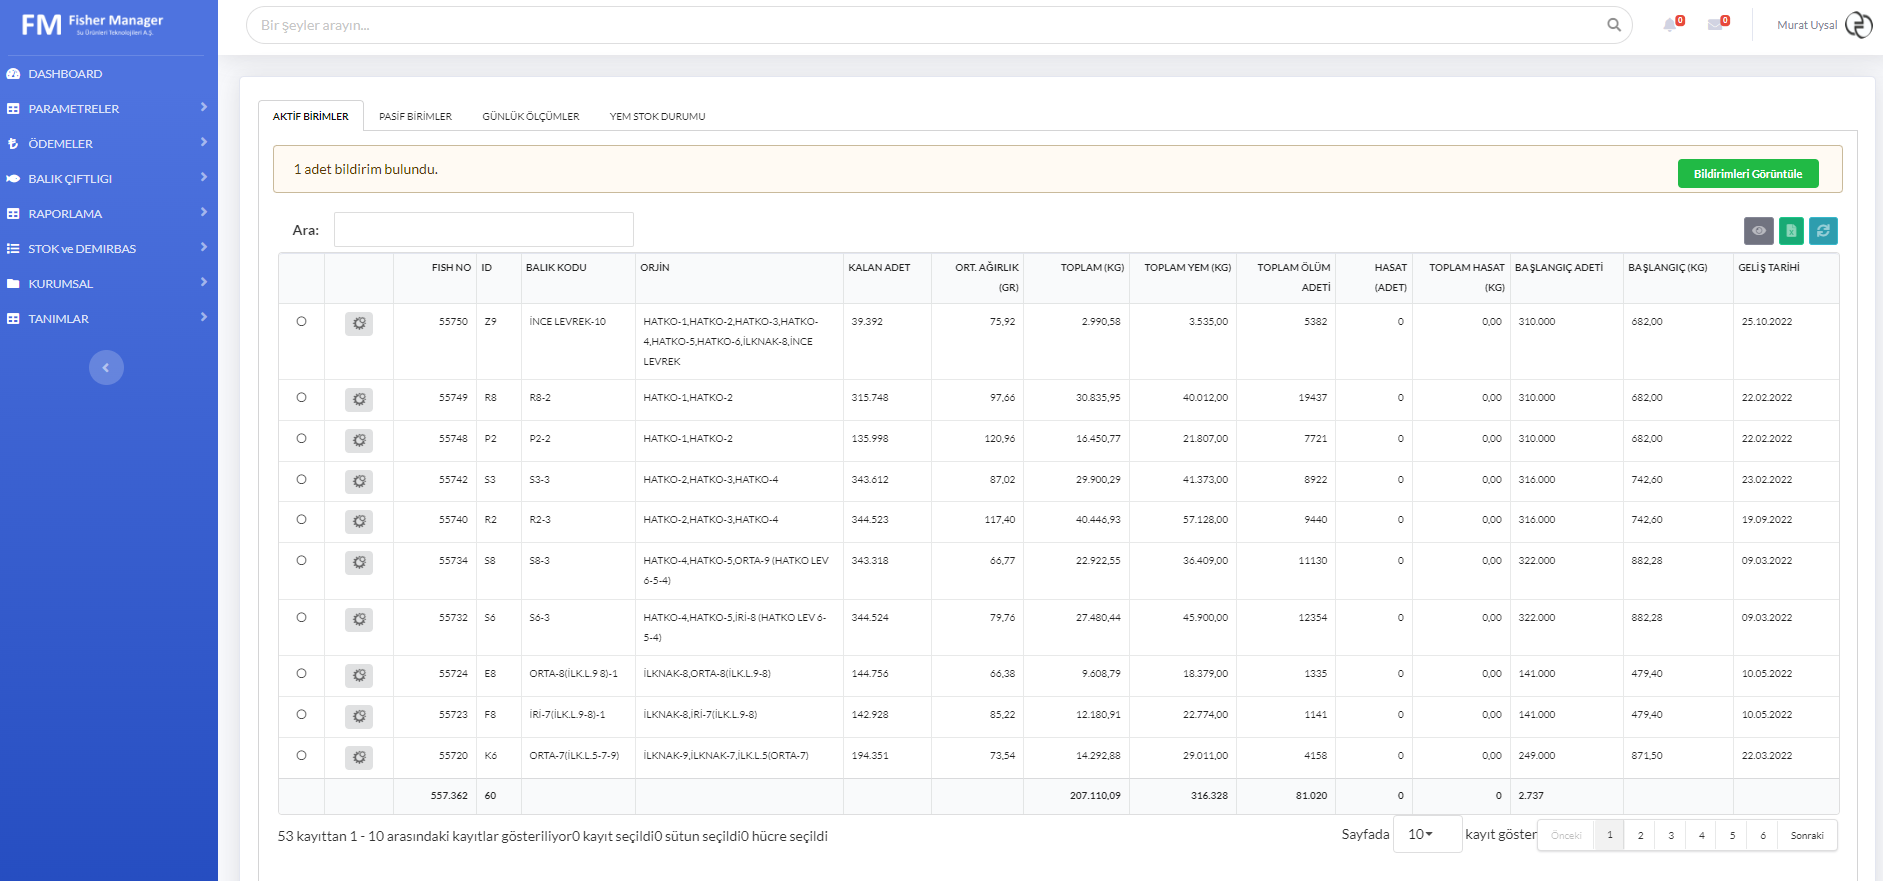 FM Fisher Manager
Su Ürünleri Teknolojileri A.Ş.
Bir şeyler arayın...
0
0
Murat Uysal
DASHBOARD
PARAMETRELER
ÖDEMELER
BALIK ÇIFTLIGI
RAPORLAMA
STOK ve DEMIRBAS
KURUMSAL
TANIMLAR
AKTİF BİRİMLER PASİF BİRİMLER GÜNLÜK ÖLÇÜMLER YEM STOK DURUMU
1 adet bildirim bulundu.
Bildirimleri Görüntüle
Ara:
FISH NO ID BALIK KODU ORJİN KALAN ADET ORT. AĞIRLIK (GR) TOPLAM (KG) TOPLAM YEM (KG) TOPLAM ÖLÜM ADETİ HASAT (ADET) TOPLAM HASAT (KG) BAŞLANGIÇ ADETİ BAŞLANGIÇ (KG) GELİŞ TARİHİ
55750 Z9 İNCE LEVREK-10 HATKO-1,HATKO-2,HATKO-3,HATKO-4,HATKO-5,HATKO-6,İLKNAK-8,İNCE LEVREK 39.392 75,92 2.990,58 3.535,00 5382 0 0,00 310.000 682,00 25.10.2022
55749 R8 R8-2 HATKO-1,HATKO-2 315.748 97,66 30.835,95 40.012,00 19437 0 0,00 310.000 682,00 22.02.2022
55748 P2 P2-2 HATKO-1,HATKO-2 135.998 120,96 16.450,77 21.807,00 7721 0 0,00 310.000 682,00 22.02.2022
55742 S3 S3-3 HATKO-2,HATKO-3,HATKO-4 343.612 87,02 29.900,29 41.373,00 8922 0 0,00 316.000 742,60 23.02.2022
55740 R2 R2-3 HATKO-2,HATKO-3,HATKO-4 344.523 117,40 40.446,93 57.128,00 9440 0 0,00 316.000 742,60 19.09.2022
55734 S8 S8-3 HATKO-4,HATKO-5,ORTA-9 (HATKO LEV 6-5-4) 343.318 66,77 22.922,55 36.409,00 11130 0 0,00 322.000 882,28 09.03.2022
55732 S6 S6-3 HATKO-4,HATKO-5,İRİ-8 (HATKO LEV 6-5-4) 344.524 79,76 27.480,44 45.900,00 12354 0 0,00 322.000 882,28 09.03.2022
55724 E8 ORTA-8(İLK.L.9 8)-1 İLKNAK-8,ORTA-8(İLK.L.9-8) 144.756 66,38 9.608,79 18.379,00 1335 0 0,00 141.000 479,40 10.05.2022
55723 F8 İRİ-7(İLK.L.9-8)-1 İLKNAK-8,İRİ-7(İLK.L.9-8) 142.928 85,22 12.180,91 22.774,00 1141 0 0,00 141.000 479,40 10.05.2022
55720 K6 ORTA-7(İLK.L.5-7-9) İLKNAK-9,İLKNAK-7,İLK.L.5(ORTA-7) 194.351 73,54 14.292,88 29.011,00 4158 0 0,00 249.000 871,50 22.03.2022
557.362 60 207.110,09 316.328 81.020 0 0 2.737
53 kayıttan 1 - 10 arasındaki kayıtlar gösteriliyor0 kayıt seçildi0 sütun seçildi0 hücre seçildi
Sayfada 10 kayıt göster Önceki 1 2 3 4 5 6 Sonraki